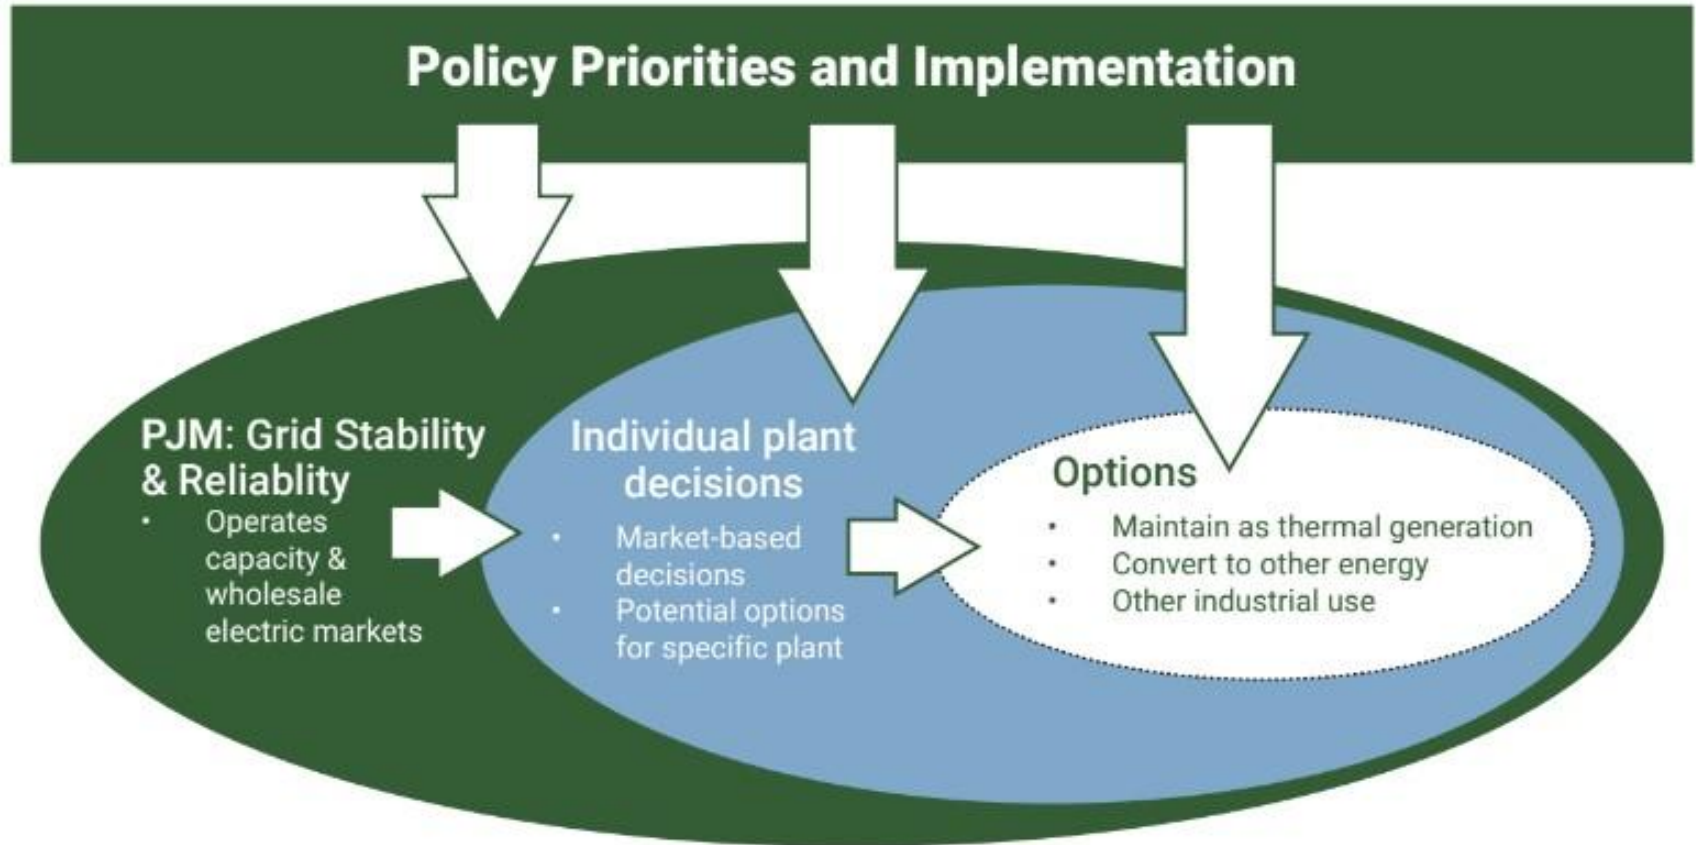 Policy Priorities and Implementation
PJM: Grid Stability
& Reliablity
• Operates
capacity &
wholesale
electric markets
Individual plant
decisions
• Market-based
decisions
• Potential options
for specific plant
Options
• Maintain as thermal generation
• Convert to other energy
• Other industrial use